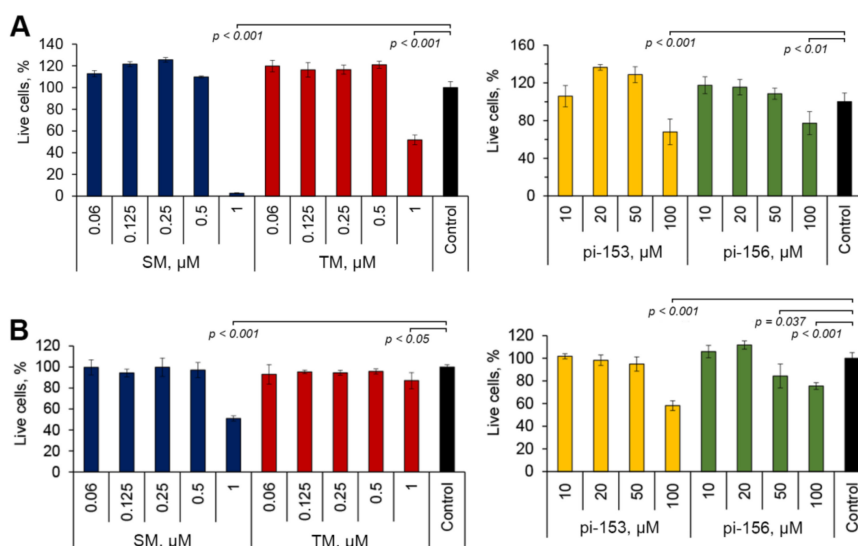 A
p < 0.001
p < 0.001
Live cells, %
140
120
100
80
60
40
20
0
0.06
0.125
0.25
0.5
1
0.06
0.125
0.25
0.5
1
Control
SM, µM
TM, µM
p < 0.001
p < 0.01
Live cells, %
160
120
80
40
0
10
20
50
100
10
20
50
100
Control
pi-153, µM
pi-156, µM
B
p < 0.001
p < 0.05
Live cells, %
120
100
80
60
40
20
0
0.06
0.125
0.25
0.5
1
0.06
0.125
0.25
0.5
1
Control
SM, µM
TM, µM
p < 0.001
p = 0.037
p < 0.001
Live cells, %
120
100
80
60
40
20
0
10
20
50
100
10
20
50
100
Control
pi-153, µM
pi-156, µM